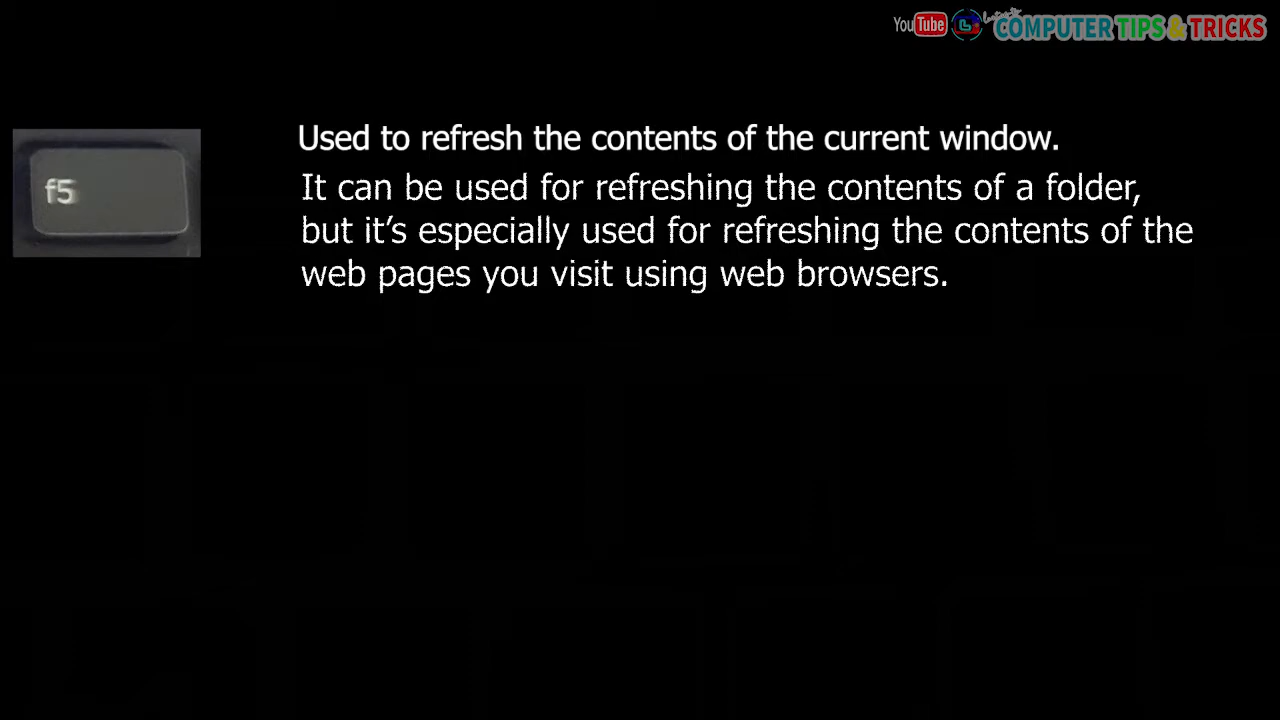 YouTube
COMPUTER TIPS & TRICKS
f5
Used to refresh the contents of the current window.
It can be used for refreshing the contents of a folder,
but it’s especially used for refreshing the contents of the
web pages you visit using web browsers.